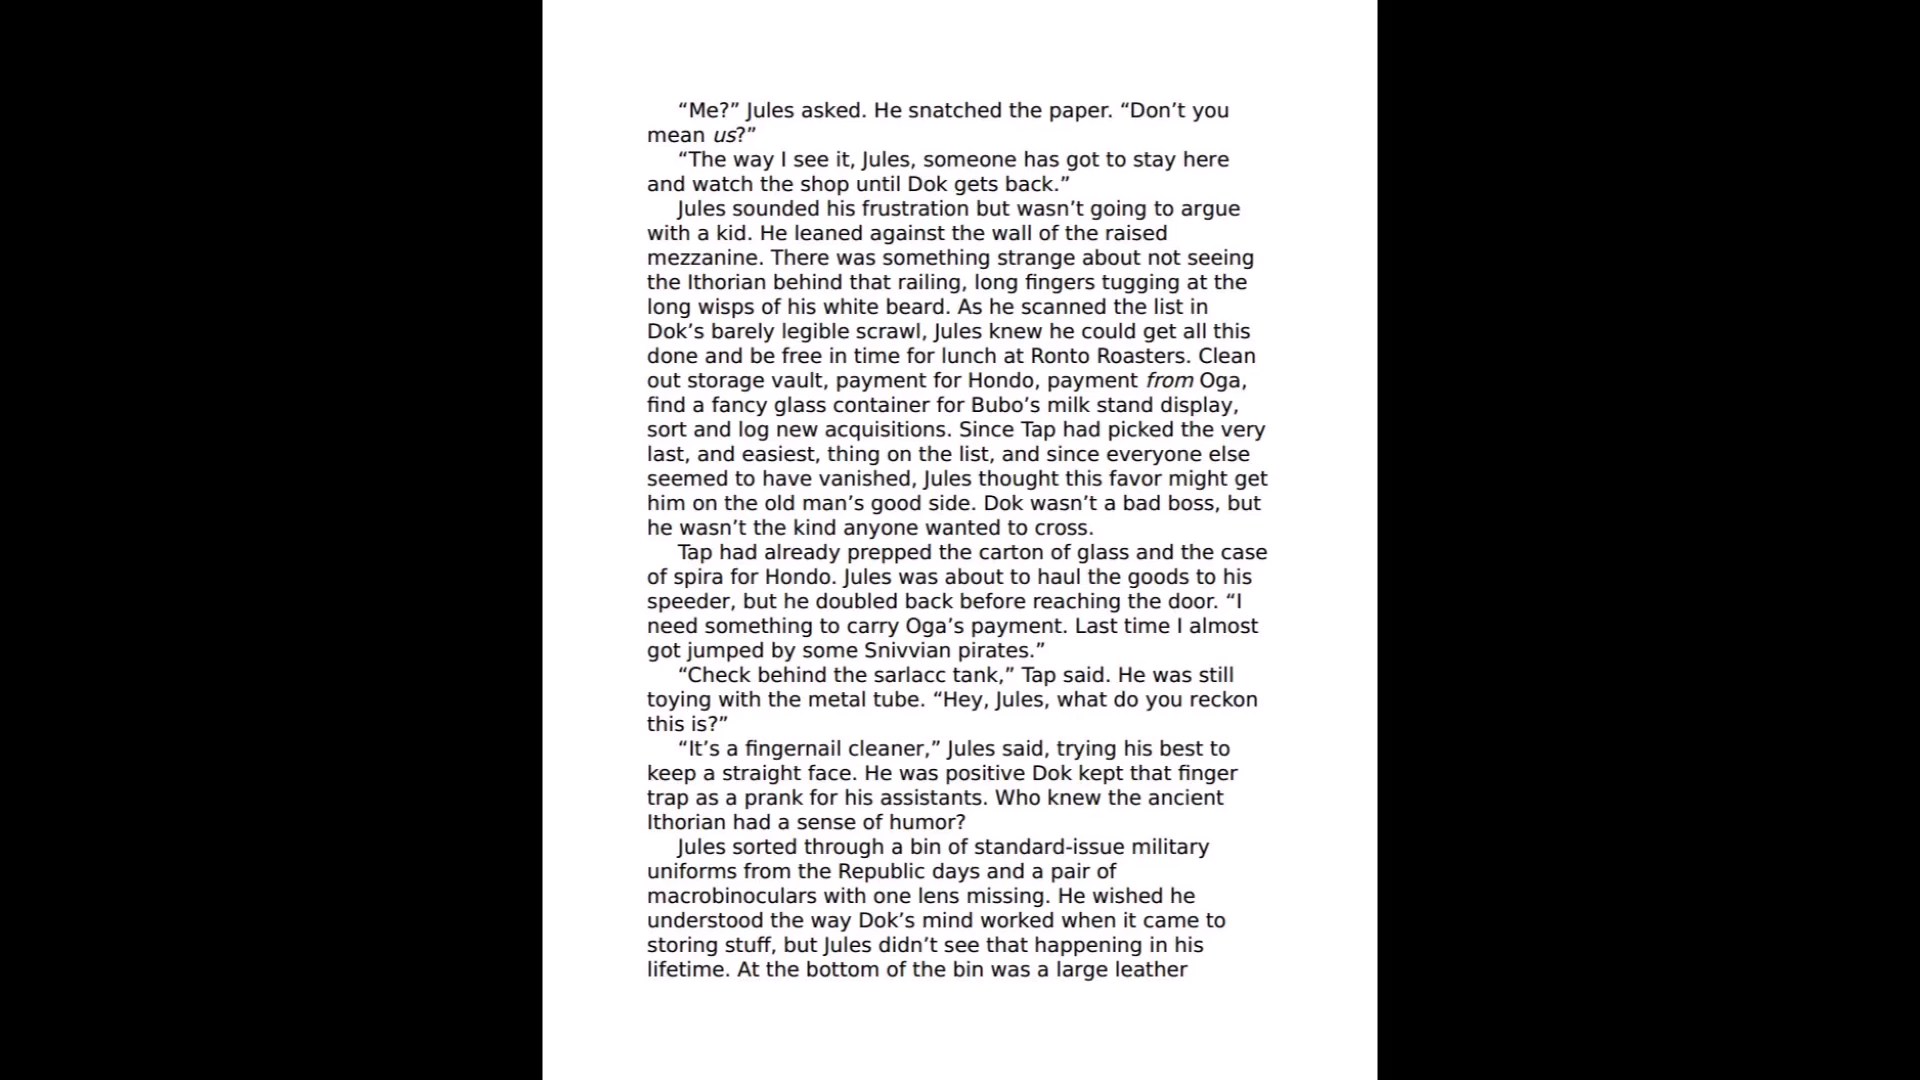 “Me?” Jules asked. He snatched the paper. “Don’t you
mean us?”
“The way I see it, Jules, someone has got to stay here
and watch the shop until Dok gets back.”
Jules sounded his frustration but wasn’t going to argue
with a kid. He leaned against the wall of the raised
mezzanine. There was something strange about not seeing
the Ithorian behind that railing, long fingers tugging at the
long wisps of his white beard. As he scanned the list in
Dok’s barely legible scrawl, Jules knew he could get all this
done and be free in time for lunch at Ronto Roasters. Clean
out storage vault, payment for Hondo, payment from Oga,
find a fancy glass container for Bubo’s milk stand display,
sort and log new acquisitions. Since Tap had picked the very
last, and easiest, thing on the list, and since everyone else
seemed to have vanished, Jules thought this favor might get
him on the old man’s good side. Dok wasn’t a bad boss, but
he wasn’t the kind anyone wanted to cross.
Tap had already prepped the carton of glass and the case
of spira for Hondo. Jules was about to haul the goods to his
speeder, but he doubled back before reaching the door. “I
need something to carry Oga’s payment. Last time I almost
got jumped by some Snivvian pirates.”
“Check behind the sarlacc tank,” Tap said. He was still
toying with the metal tube. “Hey, Jules, what do you reckon
this is?”
“It’s a fingernail cleaner,” Jules said, trying his best to
keep a straight face. He was positive Dok kept that finger
trap as a prank for his assistants. Who knew the ancient
Ithorian had a sense of humor?
Jules sorted through a bin of standard-issue military
uniforms from the Republic days and a pair of
macrobinoculars with one lens missing. He wished he
understood the way Dok’s mind worked when it came to
storing stuff, but Jules didn’t see that happening in his
lifetime. At the bottom of the bin was a large leather